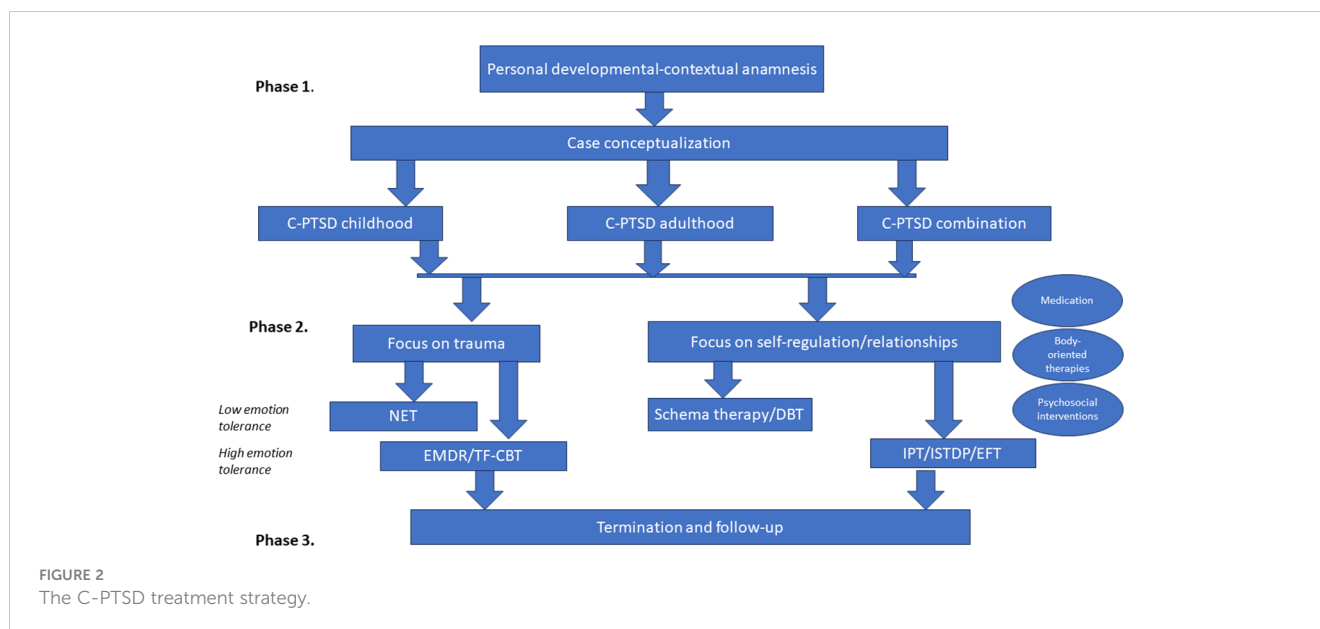 Personal developmental-contextual anamnesis
Phase 1.
Case conceptualization
C-PTSD childhood
C-PTSD adulthood
C-PTSD combination
Medication
Phase 2.
Focus on trauma
Focus on self-regulation/relationships
Body-
oriented
therapies
Low emotion
tolerance
NET
Schema therapy/DBT
Psychosocial
interventions
High emotion
tolerance
EMDR/TF-CBT
IPT/ISTDP/EFT
Termination and follow-up
Phase 3.
FIGURE 2
The C-PTSD treatment strategy.